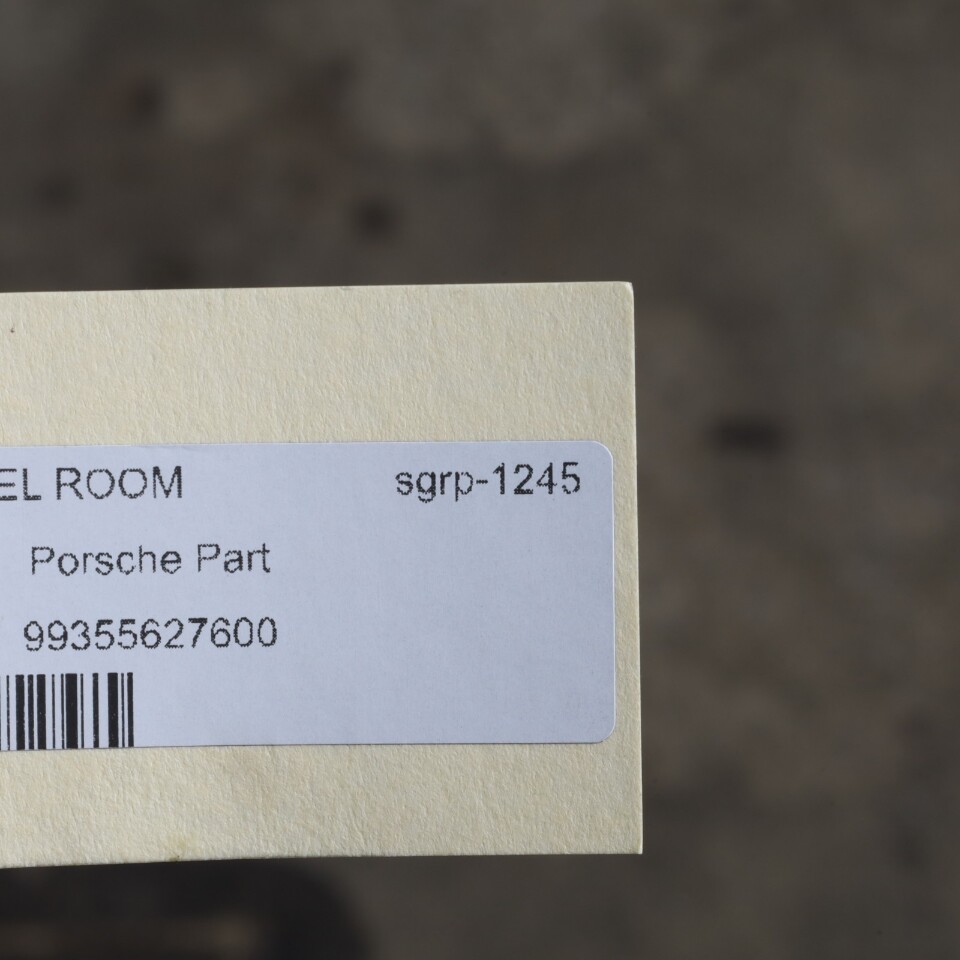 EL ROOM sgrp-1245
Porsche Part
99355627600